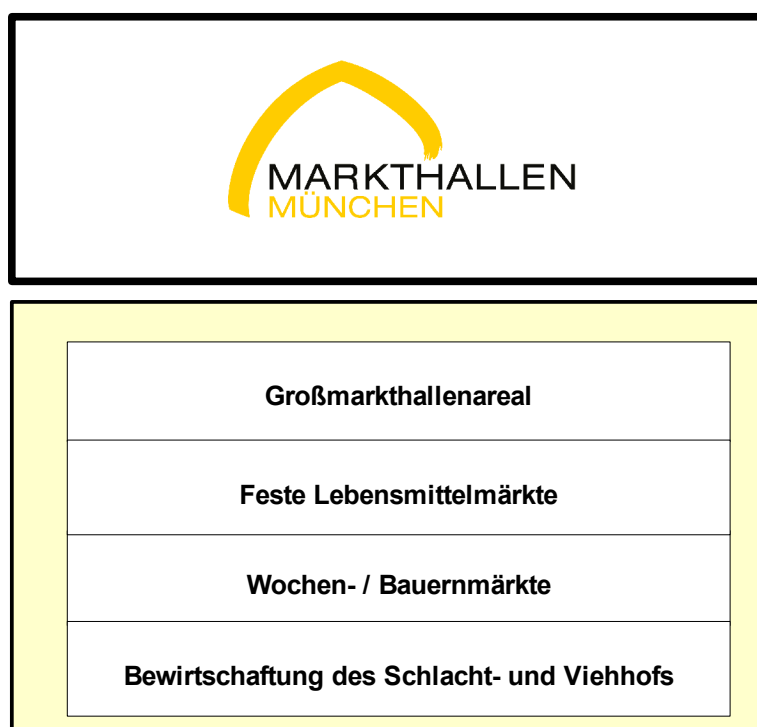 MARKTHALLEN
MÜNCHEN
Großmarkthallenareal
Feste Lebensmittelmärkte
Wochen- / Bauernmärkte
Bewirtschaftung des Schlacht- und Viehhofs